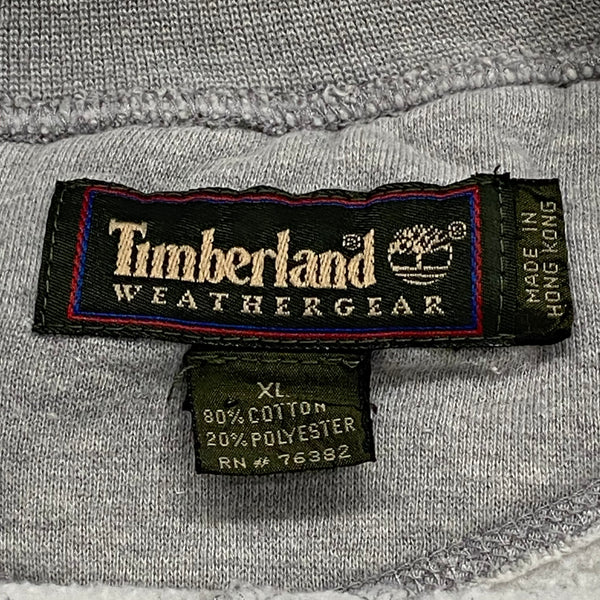 Timberland®
®
WEATHERGEAR
MADE IN
HONG KONG
XL
80% COTTON
20% POLYESTER
RN # 76382